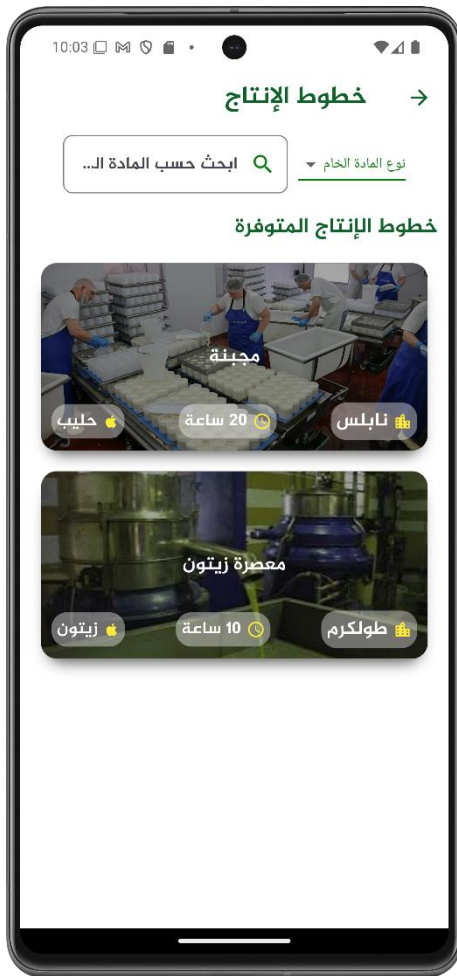 10:03
خطوط الإنتاج
نوع المادة الخام
ابحث حسب المادة الـ...
خطوط الإنتاج المتوفرة
مجبنة
نابلس
20 ساعة
حليب
معصرة زيتون
طولكرم
10 ساعة
زيتون